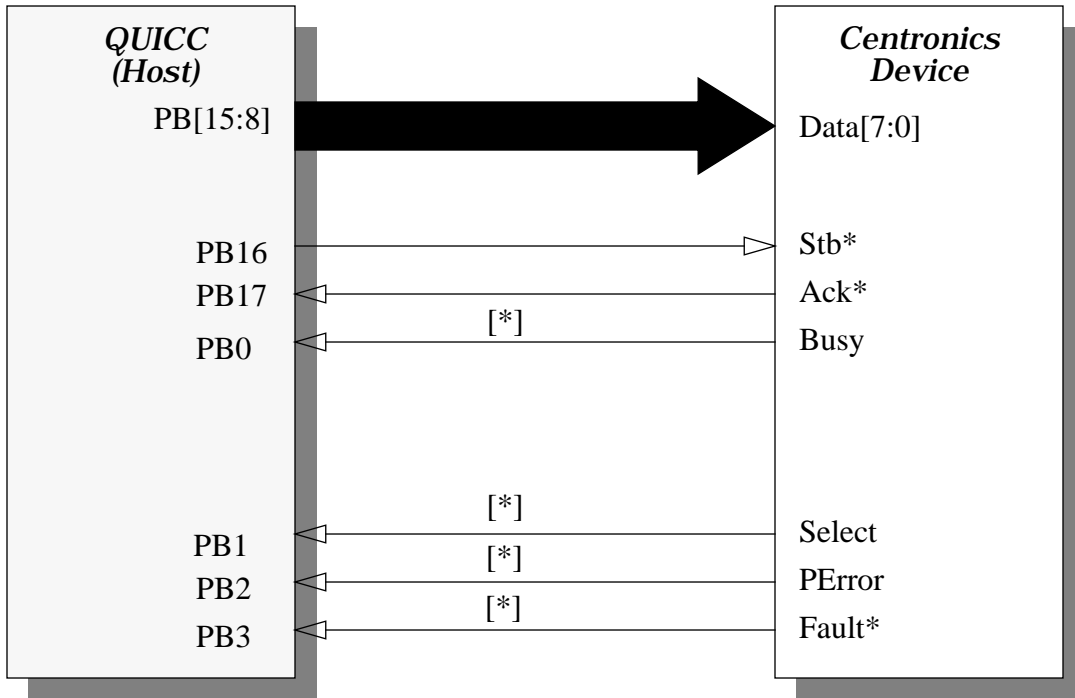 QUICC
(Host)
Centronics
Device
PB[15:8]
Data[7:0]
PB16
Stb*
PB17
Ack*
[*]
PB0
Busy
[*]
PB1
Select
[*]
PB2
PError
[*]
PB3
Fault*